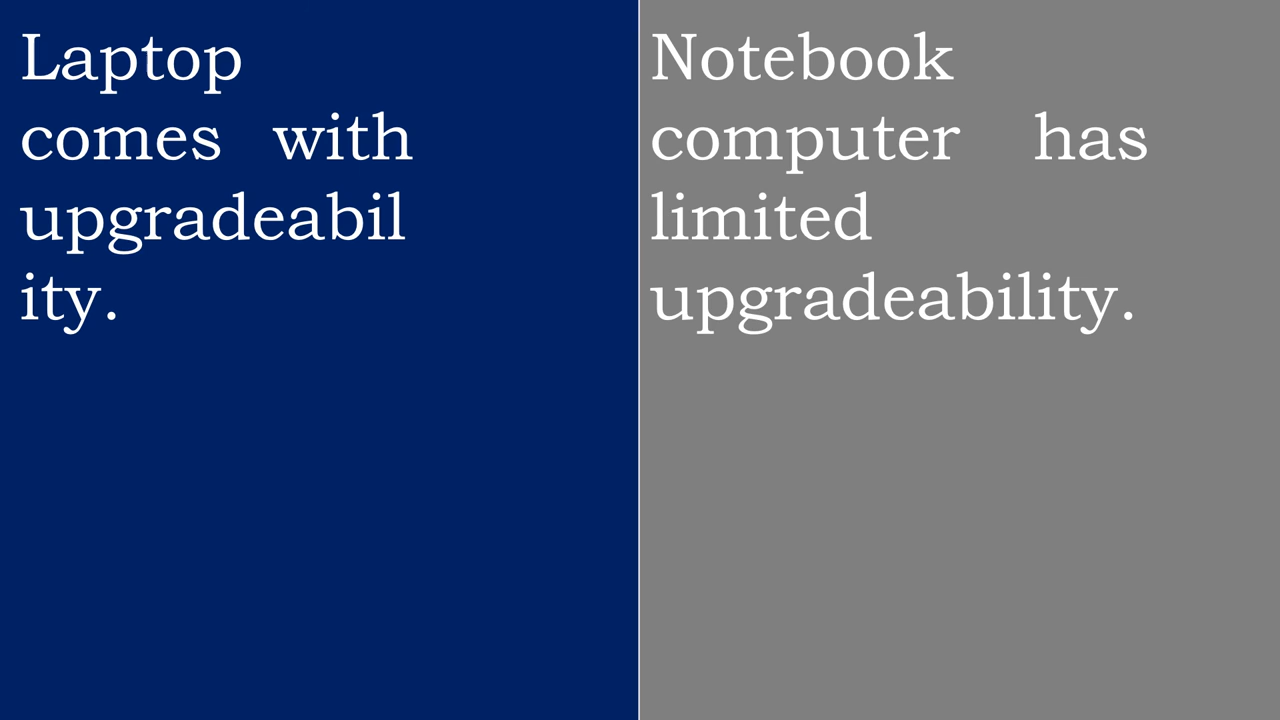 Laptop
comes with
upgradeabil
ity.
Notebook
computer has
limited
upgradeability.